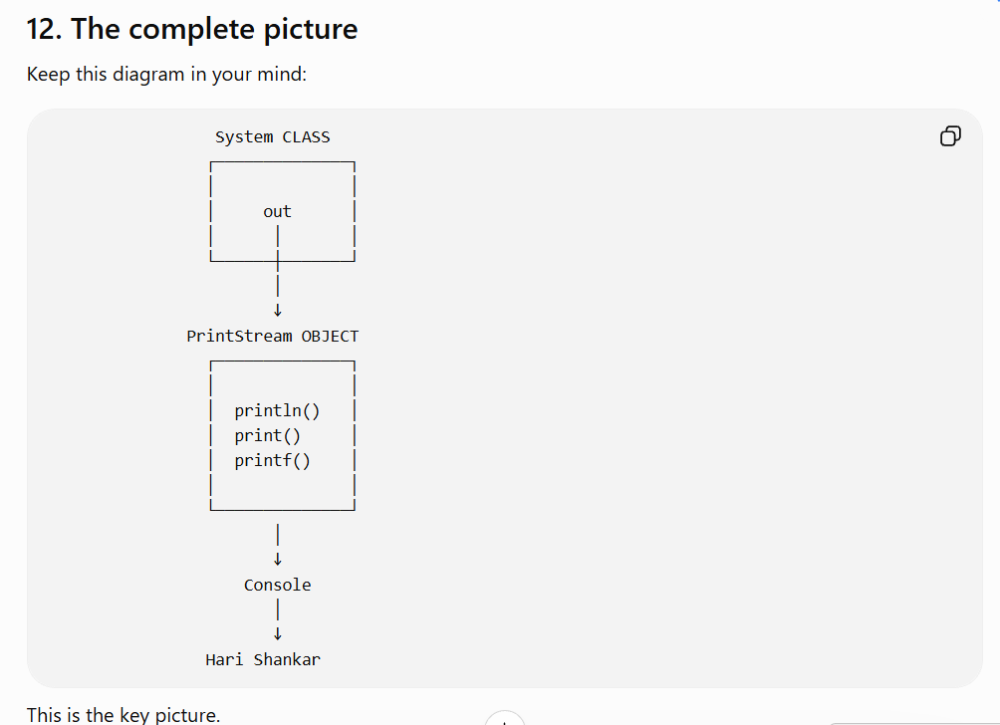 12. The complete picture
Keep this diagram in your mind:
System CLASS
out
PrintStream OBJECT
println()
print()
printf()
Console
Hari Shankar
This is the key picture.